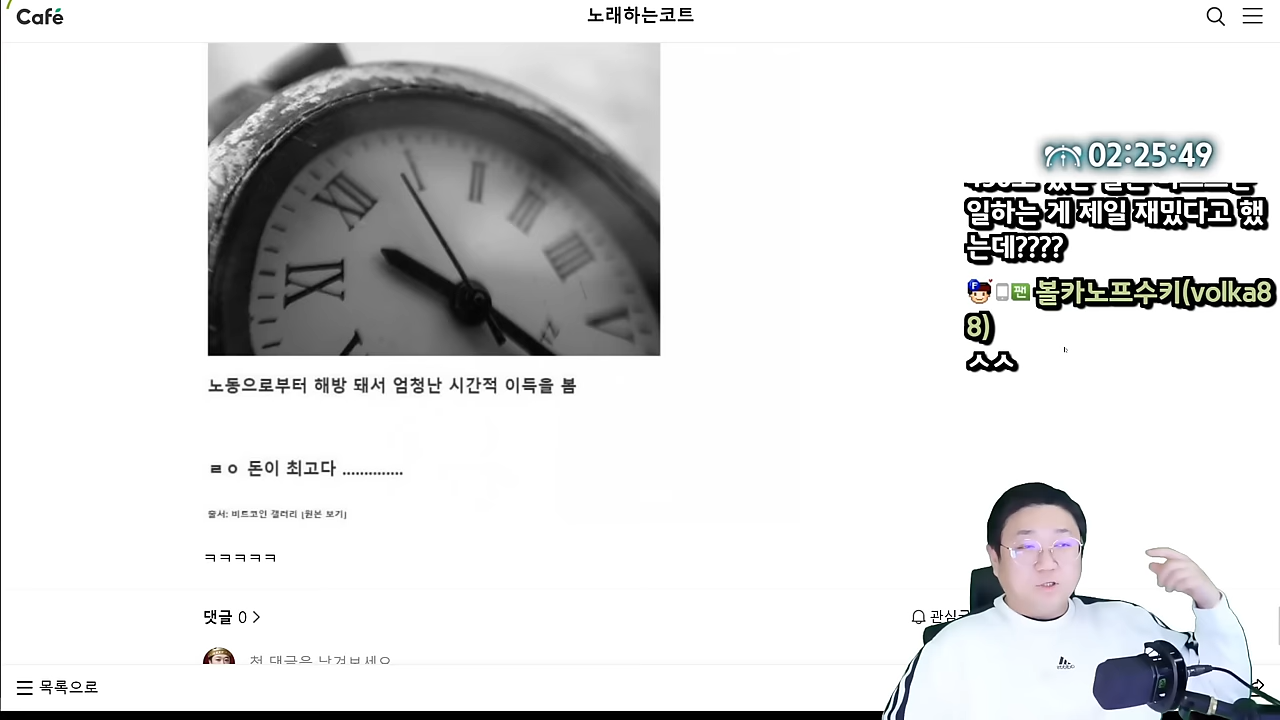 Café
노래하는코트
02:25:49
일하는 게 제일 재밌다고 했
는데????
볼카노프수키(volka8
8)
ㅅㅅ
노동으로부터 해방 돼서 엄청난 시간적 이득을 봄
ㄹㅇ 돈이 최고다 ..............
출처: 비트코인 갤러리 [원본 보기]
ㅋㅋㅋㅋㅋ
댓글 0
첫 댓글을 남겨보세요
목록으로